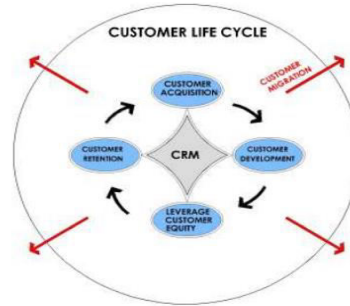 CUSTOMER LIFE CYCLE
CUSTOMER
ACQUISITION
CUSTOMER
MIGRATION
CUSTOMER
RETENTION
CRM
CUSTOMER
DEVELOPMENT
LEVERAGE
CUSTOMER
EQUITY